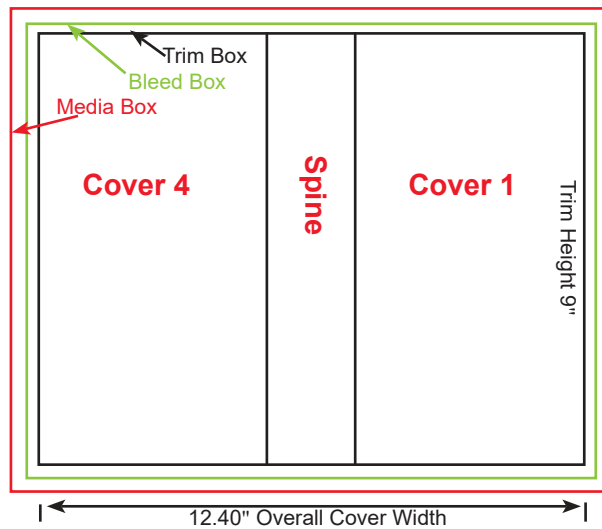 Trim Box
Bleed Box
Media Box
Cover 4
Spine
Cover 1
Trim Height 9"
12.40" Overall Cover Width